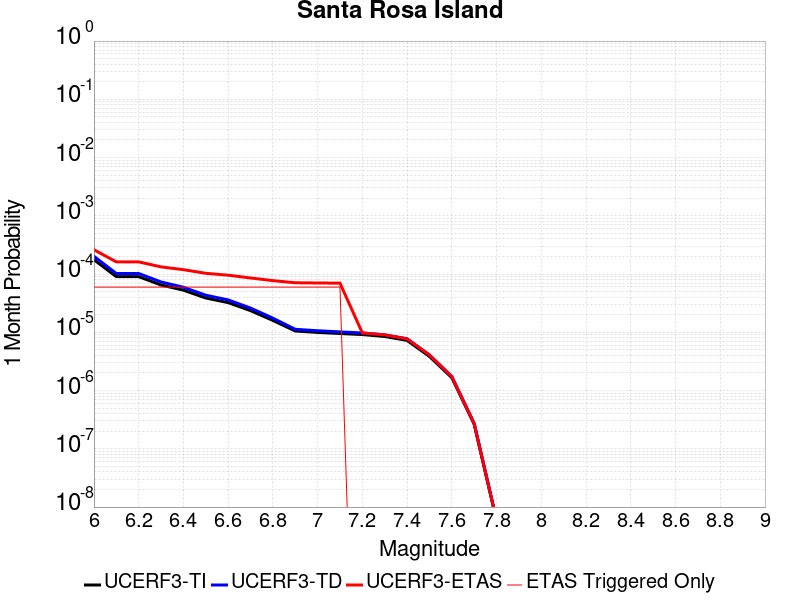 Santa Rosa Island
10^0
10^-1
10^-2
10^-3
10^-4
10^-5
10^-6
10^-7
10^-8
1 Month Probability
6 6.2 6.4 6.6 6.8 7 7.2 7.4 7.6 7.8 8 8.2 8.4 8.6 8.8 9
Magnitude
UCERF3-TI UCERF3-TD UCERF3-ETAS ETAS Triggered Only